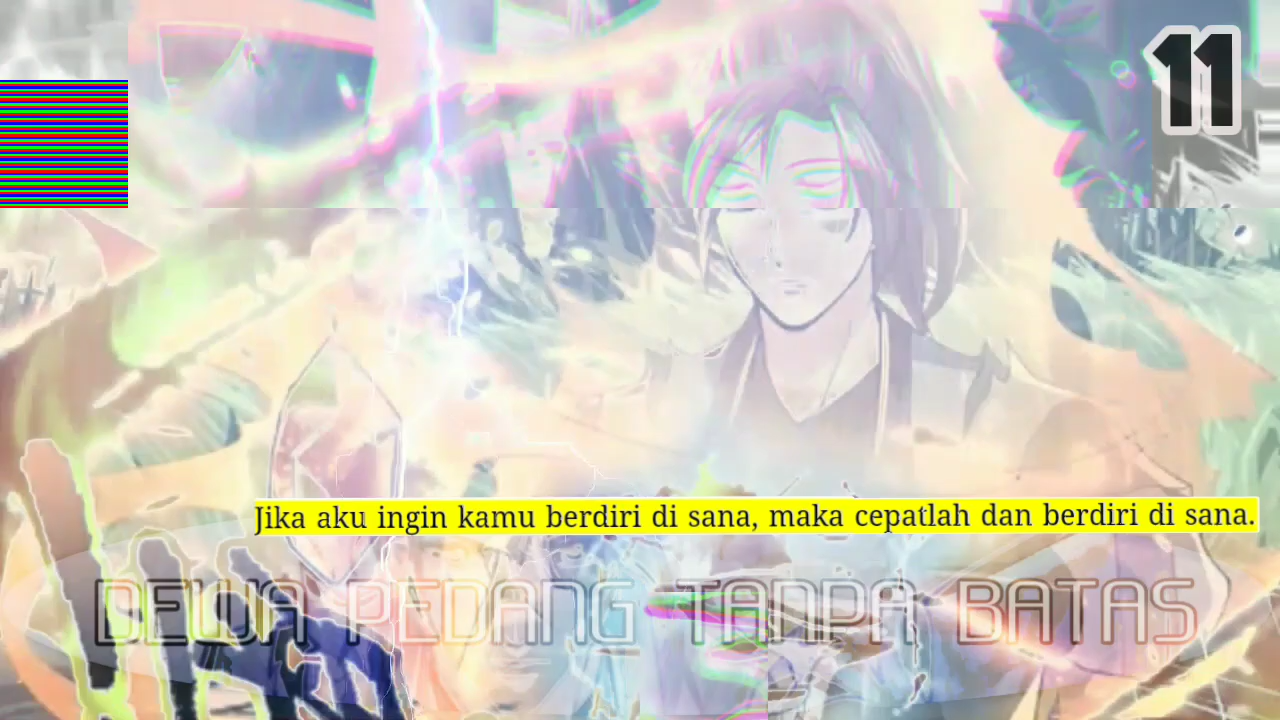 11
Jika aku ingin kamu berdiri di sana, maka cepatlah dan berdiri di sana.
DEWA PEDANG TANPA BATAS